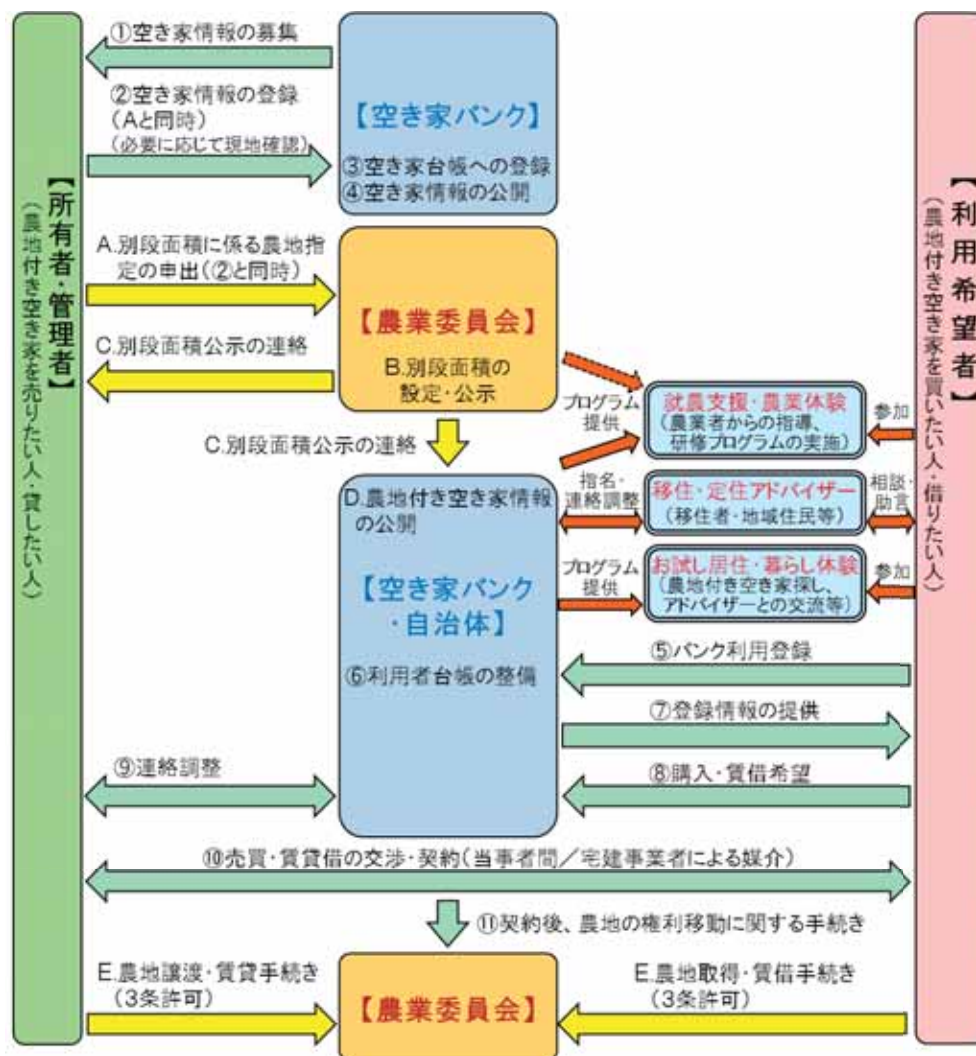 ①空き家情報の募集
②空き家情報の登録
(Aと同時)
(必要に応じて現地確認)
【空き家バンク】
③空き家台帳への登録
④空き家情報の公開
【所有者・管理者】
(農地付き空き家を売りたい人・貸したい人)
【利用希望者】
(農地付き空き家を買いたい人・借りたい人)
A.別段面積に係る農地指
定の申出(②と同時)
C.別段面積公示の連絡
【農業委員会】
B.別段面積の
設定・公示
C.別段面積公示の連絡
プログラム
提供
就農支援・農業体験
(農業者からの指導、
研修プログラムの実施)
参加
指名・
連絡調整
移住・定住アドバイザー
(移住者・地域住民等)
相談・
助言
プログラム
提供
お試し居住・暮らし体験
(農地付き空き家探し、
アドバイザーとの交流等)
参加
D.農地付き空き家情報
の公開
【空き家バンク
・自治体】
⑥利用者台帳の整備
⑤バンク利用登録
⑦登録情報の提供
⑧購入・賃借希望
⑨連絡調整
⑩売買・賃貸借の交渉・契約(当事者間/宅建事業者による媒介)
⑪契約後、農地の権利移動に関する手続き
E.農地譲渡・賃貸手続き
(3条許可)
【農業委員会】
E.農地取得・賃借手続き
(3条許可)